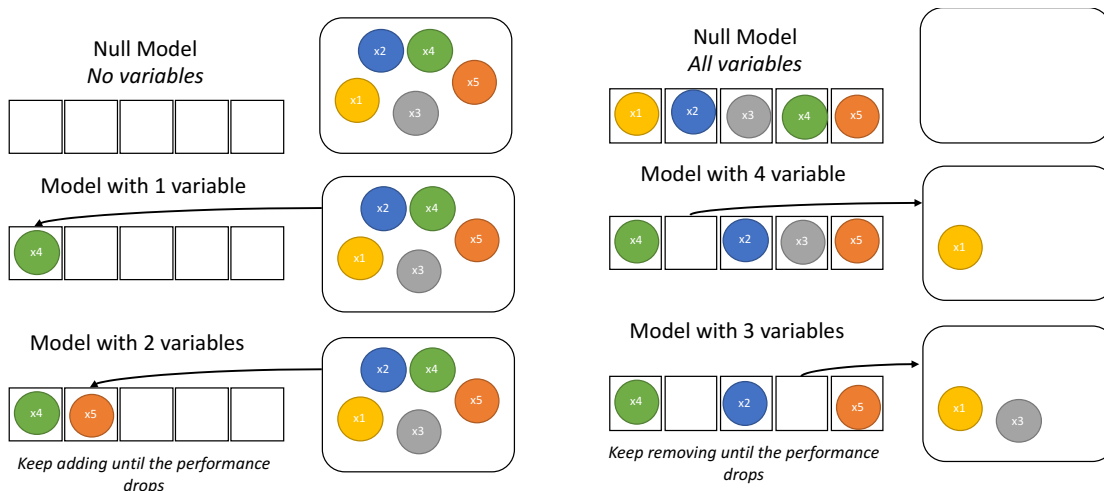 Null Model
No variables
x2
x4
x5
x1
x3
Model with 1 variable
x4
x2
x4
x5
x1
x3
Model with 2 variables
x4
x5
x2
x4
x5
x1
x3
Keep adding until the performance
drops
Null Model
All variables
x1
x2
x3
x4
x5
Model with 4 variable
x4
x2
x3
x5
x1
Model with 3 variables
x4
x2
x5
x1
x3
Keep removing until the performance
drops